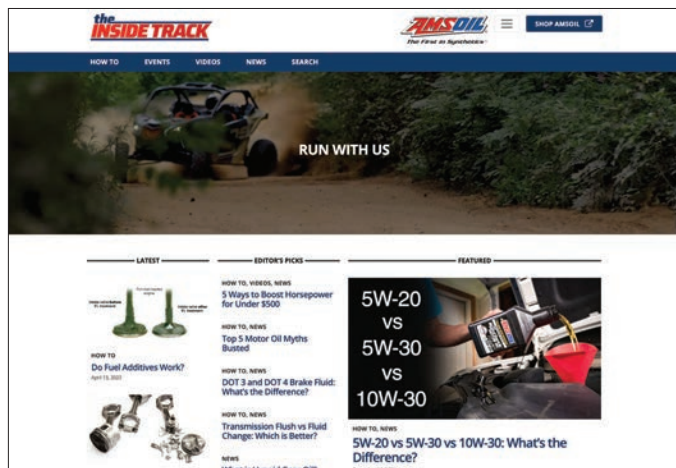 the
INSIDE TRACK
AMSOIL
The First in Synthetics
SHOP AMSOIL
HOW TO EVENTS VIDEOS NEWS SEARCH
RUN WITH US
LATEST
HOW TO
Do Fuel Additives Work?
EDITOR'S PICKS
HOW TO, VIDEOS, NEWS
5 Ways to Boost Horsepower
for Under $500
HOW TO, NEWS
Top 5 Motor Oil Myths
Busted
HOW TO, NEWS
DOT 3 and DOT 4 Brake Fluid:
What's the Difference?
HOW TO, NEWS
Transmission Flush vs Fluid
Change: Which is Better?
NEWS
FEATURED
5W-20
vs
5W-30
vs
10W-30
AMSOIL
HOW TO, NEWS
5W-20 vs 5W-30 vs 10W-30: What's the
Difference?